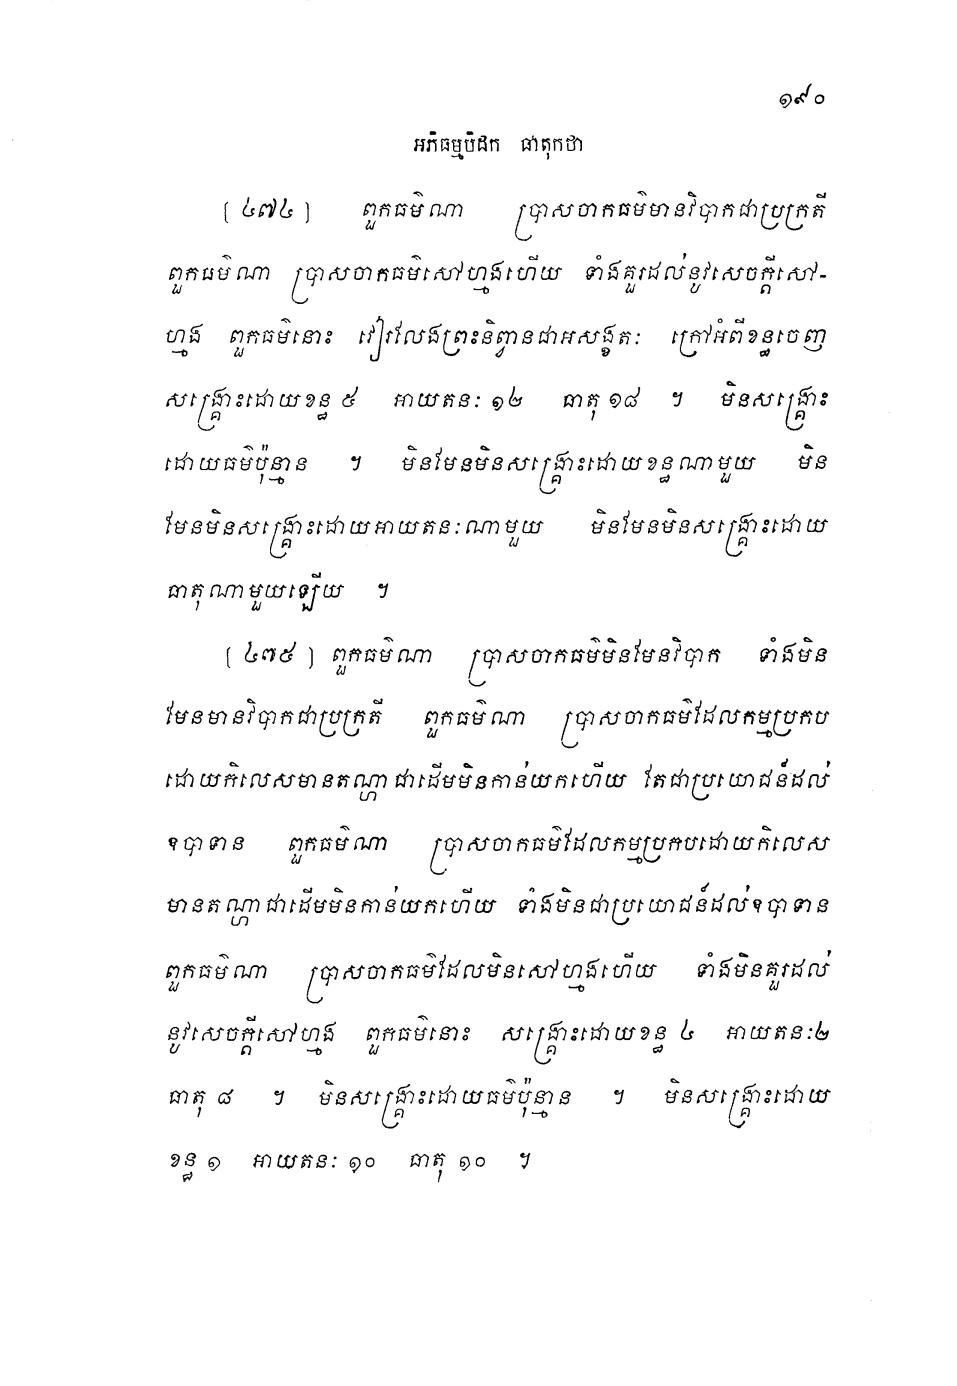 ១៩០
អភិធម្មបិដក ធាតុកថា
[ ៤៧៤ ] ពួកធម៌ណា ប្រាសចាកធម៌មានវិបាកជាប្រក្រតី
ពួកធម៌ណា ប្រាសចាកធម៌សៅហ្មងហើយ ទាំងគួរដល់នូវសេចក្តីសៅ-
ហ្មង ពួកធម៌នោះ វៀរលែងព្រះនិព្វានជាអសង្ខតៈ ក្រៅអំពីខន្ធចេញ
សង្គ្រោះដោយខន្ធ ៥ អាយតនៈ ១២ ធាតុ ១៨ ។ មិនសង្គ្រោះ
ដោយធម៌ប៉ុន្មាន ។ មិនមែនមិនសង្គ្រោះដោយខន្ធណាមួយ មិន
មែនមិនសង្គ្រោះដោយអាយតនៈណាមួយ មិនមែនមិនសង្គ្រោះដោយ
ធាតុណាមួយឡើយ ។
[ ៤៧៥ ] ពួកធម៌ណា ប្រាសចាកធម៌មិនមែនវិបាក ទាំងមិន
មែនមានវិបាកជាប្រក្រតី ពួកធម៌ណា ប្រាសចាកធម៌ដែលកម្មប្រកប
ដោយកិលេសមានតណ្ហាជាដើមមិនកាន់យកហើយ តែជាប្រយោជន៍ដល់
ឧបាទាន ពួកធម៌ណា ប្រាសចាកធម៌ដែលកម្មប្រកបដោយកិលេស
មានតណ្ហាជាដើមមិនកាន់យកហើយ ទាំងមិនជាប្រយោជន៍ដល់ឧបាទាន
ពួកធម៌ណា ប្រាសចាកធម៌ដែលមិនសៅហ្មងហើយ ទាំងមិនគួរដល់
នូវសេចក្តីសៅហ្មង ពួកធម៌នោះ សង្គ្រោះដោយខន្ធ ៤ អាយតនៈ២
ធាតុ ៨ ។ មិនសង្គ្រោះដោយធម៌ប៉ុន្មាន ។ មិនសង្គ្រោះដោយ
ខន្ធ ១ អាយតនៈ ១០ ធាតុ ១០ ។